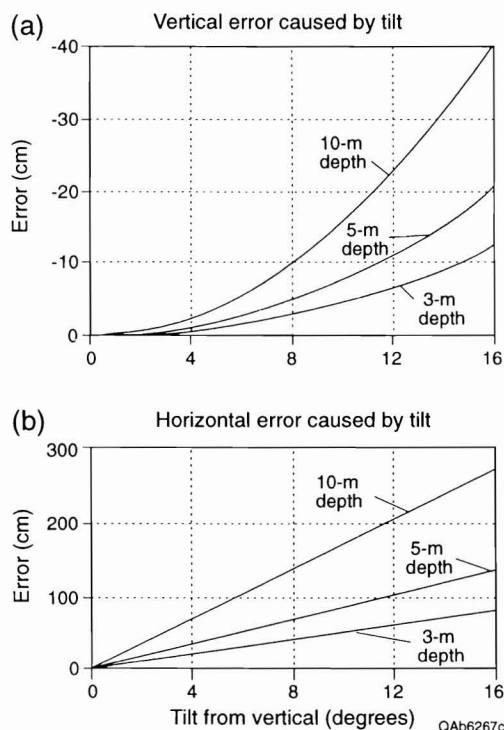 (a) Vertical error caused by tilt
-40
-30
-20
-10
0
Error (cm)
10-m
depth
5-m
depth
3-m
depth
0 4 8 12 16
(b) Horizontal error caused by tilt
300
200
100
0
Error (cm)
10-m
depth
5-m
depth
3-m
depth
0 4 8 12 16
Tilt from vertical (degrees)
QAb6267c